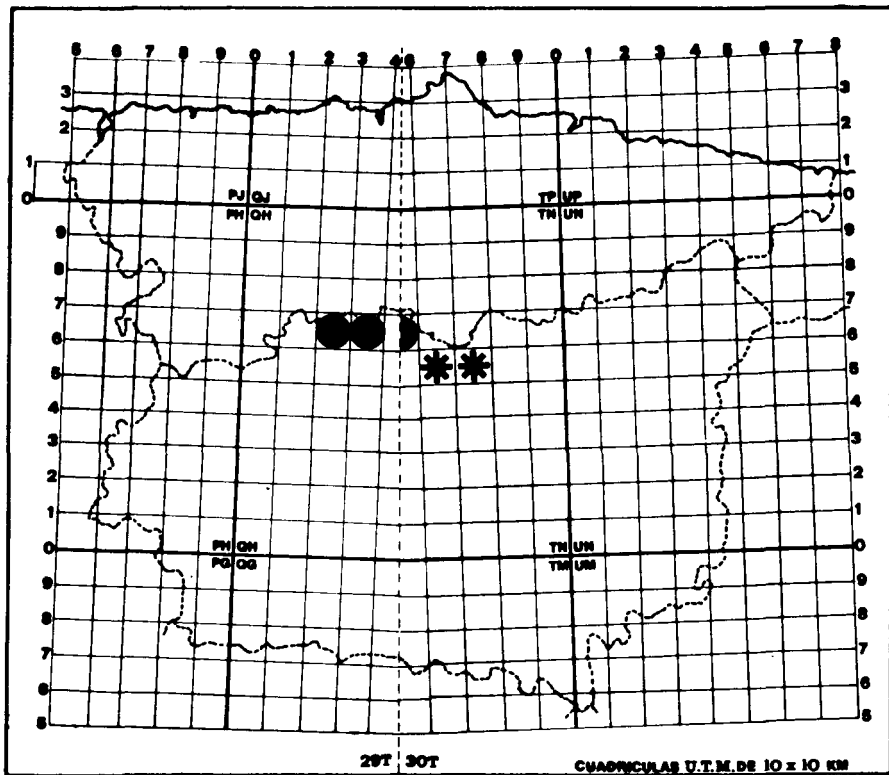 5 6 7 8 9 0 1 2 3 4 6 7 8 9 0 1 2 3 4 5 6 7 8
3 3
2 2
1 1
PJ QJ TP UP
0 0
PH QH TN UN
9 9
8 8
7 7
6 6
5 5
4 4
3 3
2 2
1 1
PH QH TN UN
0 0
PG QG TM UM
9 9
8 8
7 7
6 6
5 5
29T 30T
CUADRICULAS U.T.M. DE 10 x 10 KM